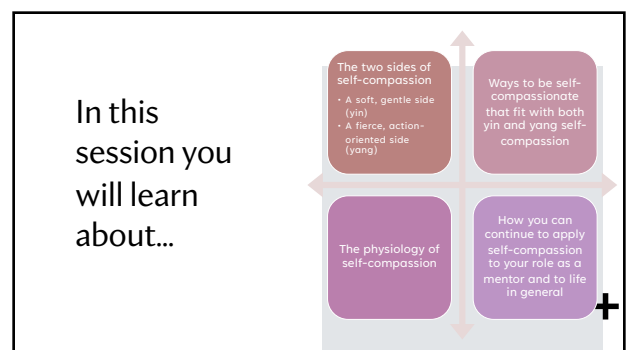 In this
session you
will learn
about...
The two sides of
self-compassion
• A soft, gentle side
(yin)
• A fierce, action-
oriented side
(yang)
Ways to be self-
compassionate
that fit with both
yin and yang self-
compassion
The physiology of
self-compassion
How you can
continue to apply
self-compassion
to your role as a
mentor and to life
in general
+